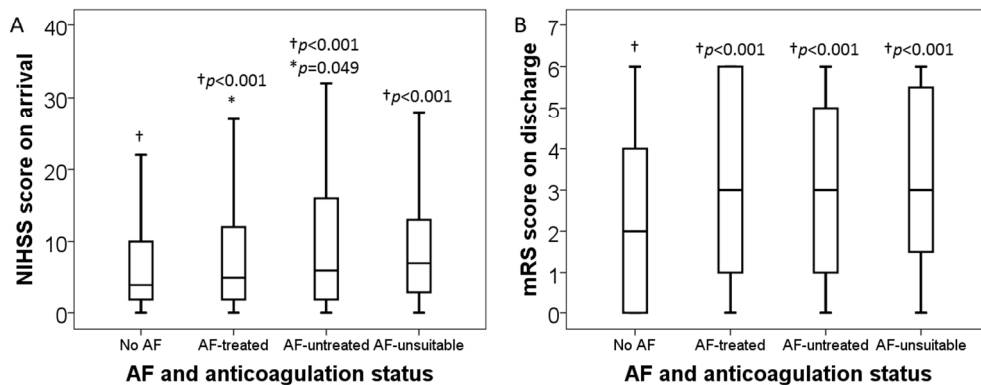 A
NIHSS score on arrival
40
30
20
10
0
†
†p<0.001
*
†p<0.001
*p=0.049
†p<0.001
No AF AF-treated AF-untreated AF-unsuitable
AF and anticoagulation status
B
mRS score on discharge
7
6
5
4
3
2
1
0
†
†p<0.001
†p<0.001
†p<0.001
No AF AF-treated AF-untreated AF-unsuitable
AF and anticoagulation status